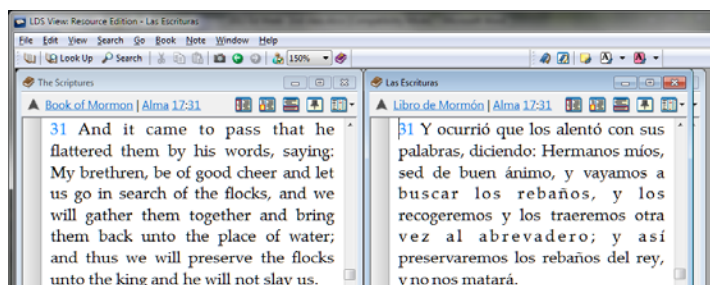 LDS View: Resource Edition - Las Escrituras
File Edit View Search Go Book Note Window Help
Look Up Search 150%
The Scriptures
Book of Mormon | Alma 17:31
31 And it came to pass that he
flattered them by his words, saying:
My brethren, be of good cheer and let
us go in search of the flocks, and we
will gather them together and bring
them back unto the place of water;
and thus we will preserve the flocks
unto the king and he will not slay us.
Las Escrituras
Libro de Mormón | Alma 17:31
31 Y ocurrió que los alentó con sus
palabras, diciendo: Hermanos míos,
sed de buen ánimo, y vayamos a
buscar los rebaños, y los
recogeremos y los traeremos otra
vez al abrevadero; y así
preservaremos los rebaños del rey,
y no nos matará.